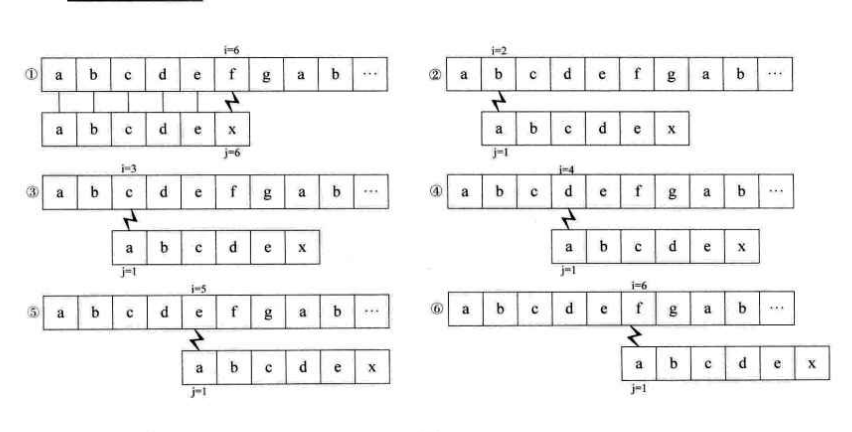 i=6
① a b c d e f g a b ···
a b c d e x
j=6
i=2
② a b c d e f g a b ···
a b c d e x
j=1
i=3
③ a b c d e f g a b ···
a b c d e x
j=1
i=4
④ a b c d e f g a b ···
a b c d e x
j=1
i=5
⑤ a b c d e f g a b ···
a b c d e x
j=1
i=6
⑥ a b c d e f g a b ···
a b c d e x
j=1